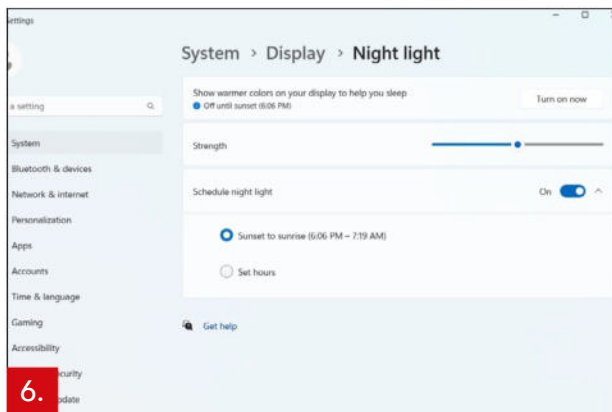 Settings
System > Display > Night light
a setting
Show warmer colors on your display to help you sleep
Off until sunset (6:06 PM)
Turn on now
System
Bluetooth & devices
Network & internet
Personalization
Apps
Accounts
Time & language
Gaming
Accessibility
curity
pdate
Strength
Schedule night light
On
Sunset to sunrise (6:06 PM – 7:19 AM)
Set hours
Get help
6.